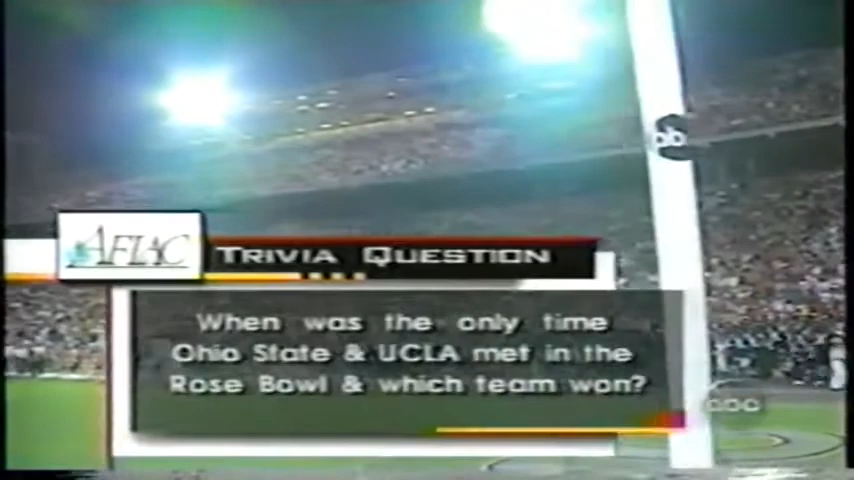 AFLAC
TRIVIA QUESTION
When was the only time
Ohio State & UCLA met in the
Rose Bowl & which team won?
abc
abc